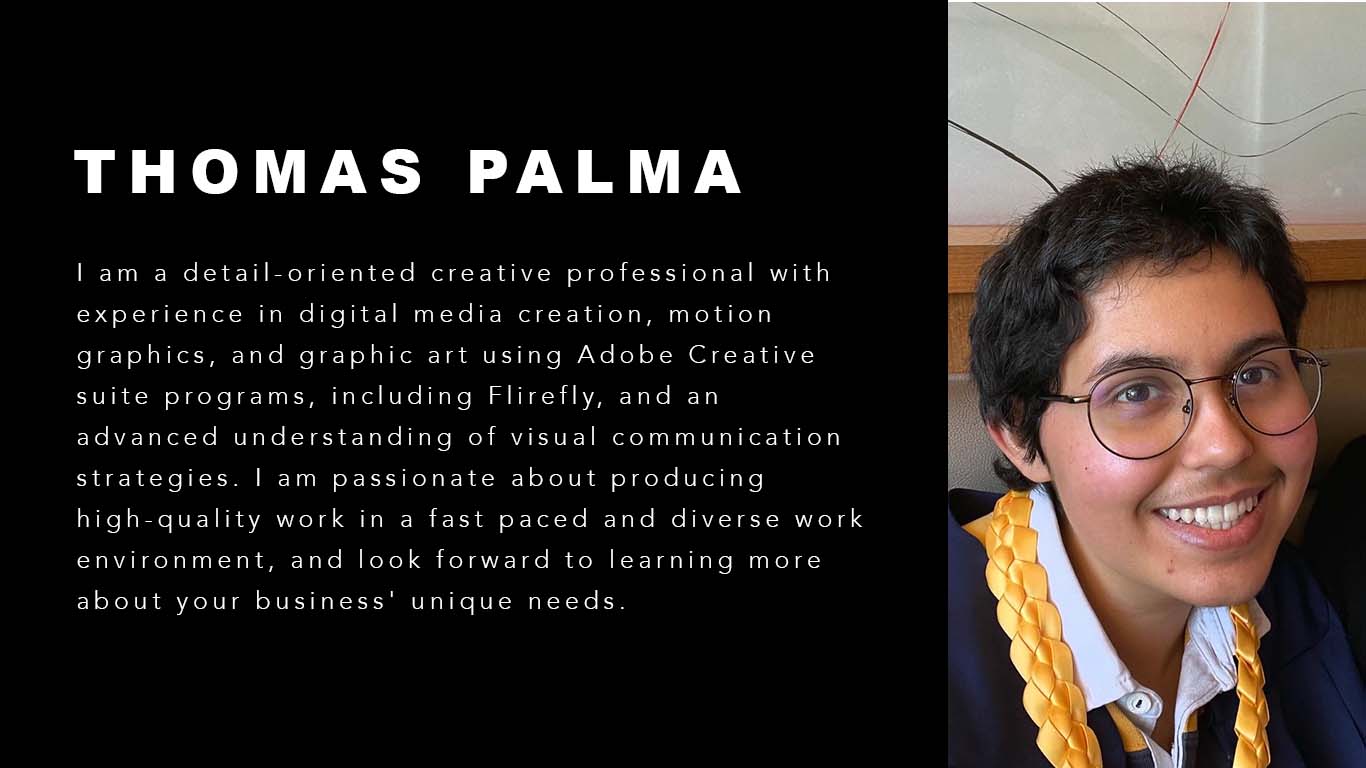 THOMAS PALMA
I am a detail-oriented creative professional with
experience in digital media creation, motion
graphics, and graphic art using Adobe Creative
suite programs, including Flirefly, and an
advanced understanding of visual communication
strategies. I am passionate about producing
high-quality work in a fast paced and diverse work
environment, and look forward to learning more
about your business' unique needs.